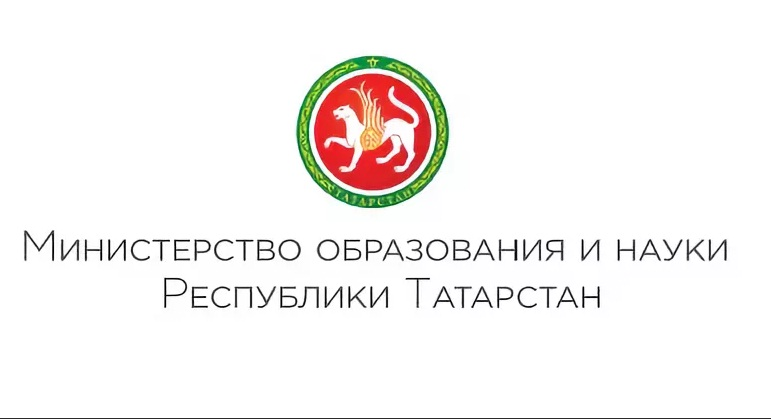 ТАТАРСТАН
Министерство образования и науки
Республики Татарстан